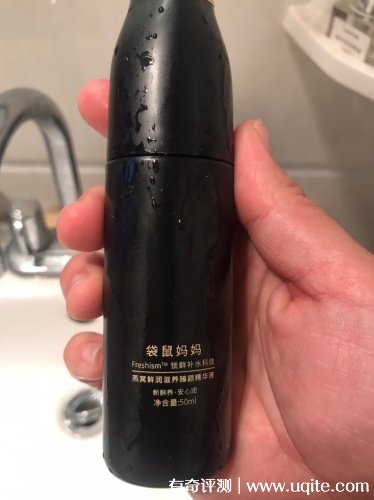 袋鼠妈妈
Freshism™ 锁鲜补水科技
燕窝鲜润滋养臻颜精华液
新鲜养·安心润
净含量:50ml
有奇评测 | www.uqite.com